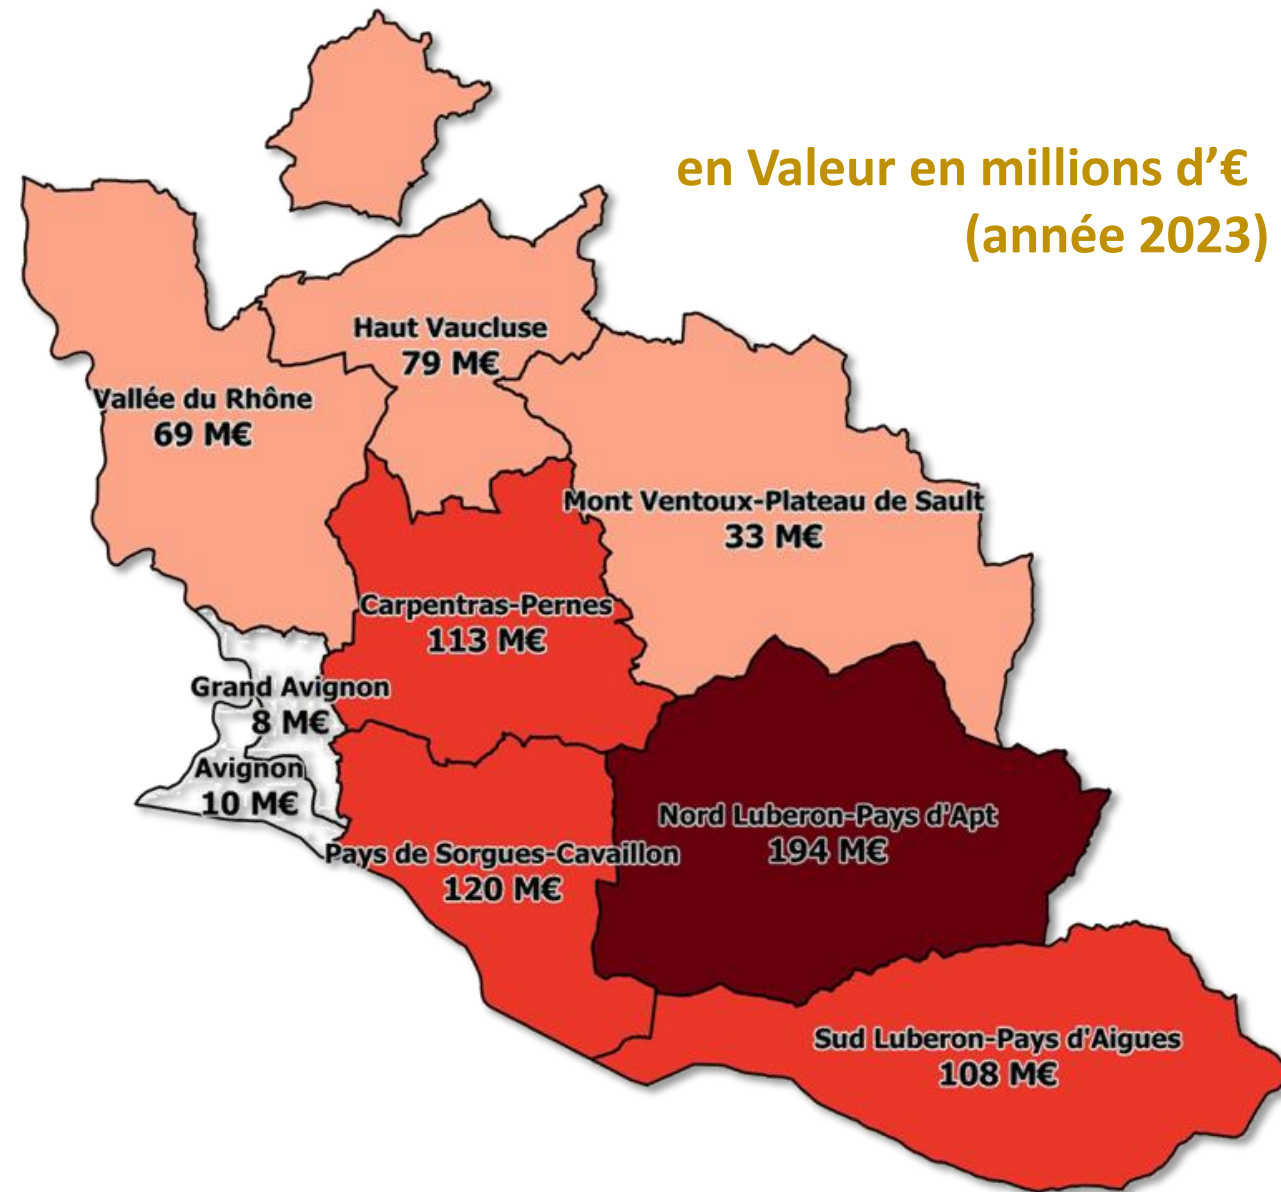 en Valeur en millions d’€
(année 2023)
Haut Vaucluse
79 M€
Vallée du Rhône
69 M€
Mont Ventoux-Plateau de Sault
33 M€
Carpentras-Pernes
113 M€
Grand Avignon
8 M€
Avignon
10 M€
Nord Luberon-Pays d'Apt
194 M€
Pays de Sorgues-Cavaillon
120 M€
Sud Luberon-Pays d'Aigues
108 M€